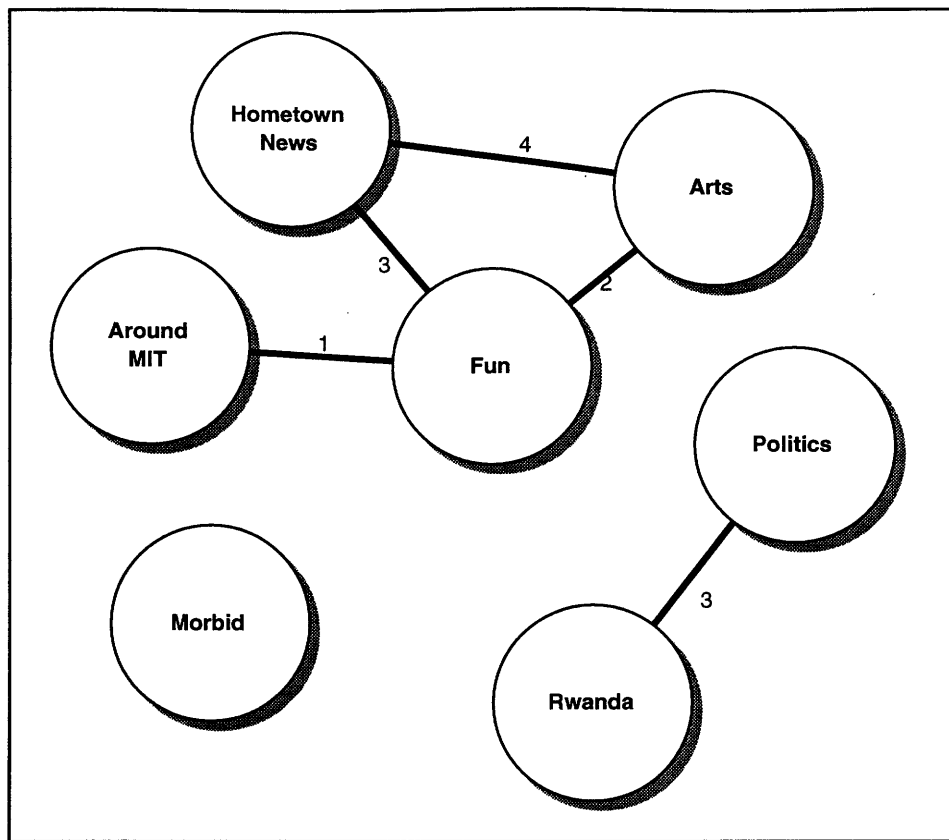 Hometown
News
4
Arts
3
2
Around
MIT
1
Fun
Politics
Morbid
3
Rwanda